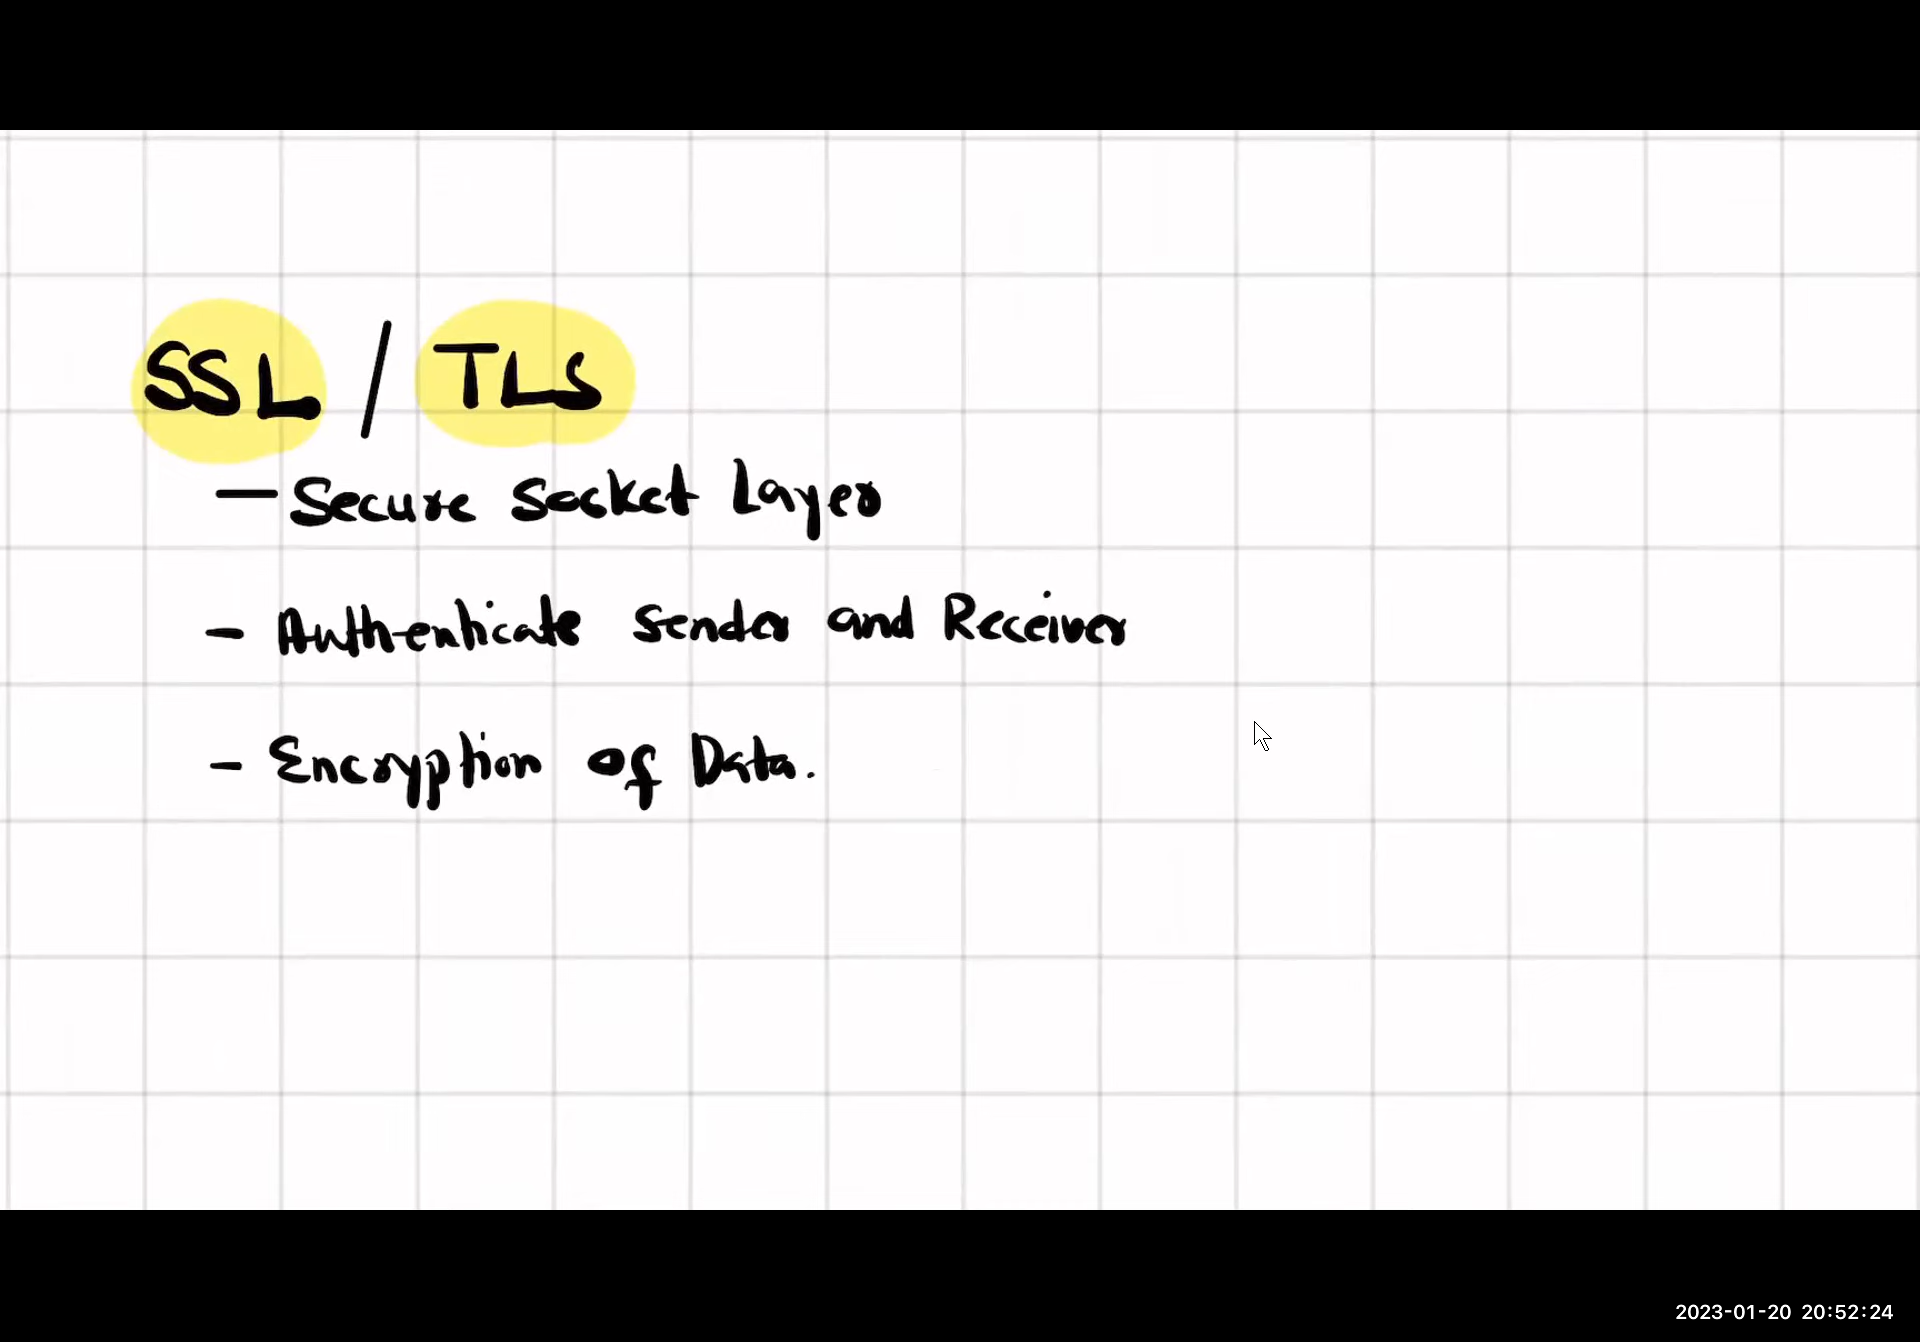 SSL / TLS
- Secure Socket Layer
- Authenticate Sender and Receiver
- Encryption of Data.
2023-01-20 20:52:24